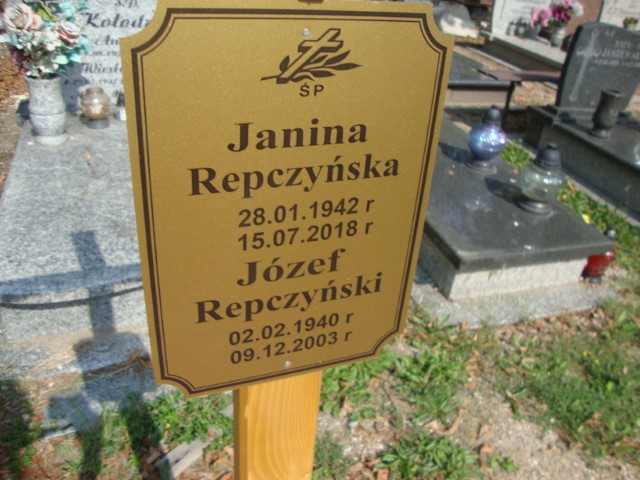 ŚP
Janina
Repczyńska
28.01.1942 r
15.07.2018 r
Józef
Repczyński
02.02.1940 r
09.12.2003 r